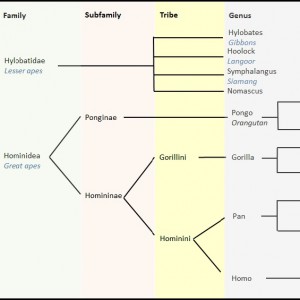 Family Subfamily Tribe Genus
Hylobates
Gibbons
Hoolock
Hylobatidae
Langoor
Lesser apes
Symphalangus
Siamang
Nomascus
Ponginae
Pongo
Orangutan
Hominidea
Great apes
Gorillini
Gorilla
Homininae
Pan
Hominini
Homo